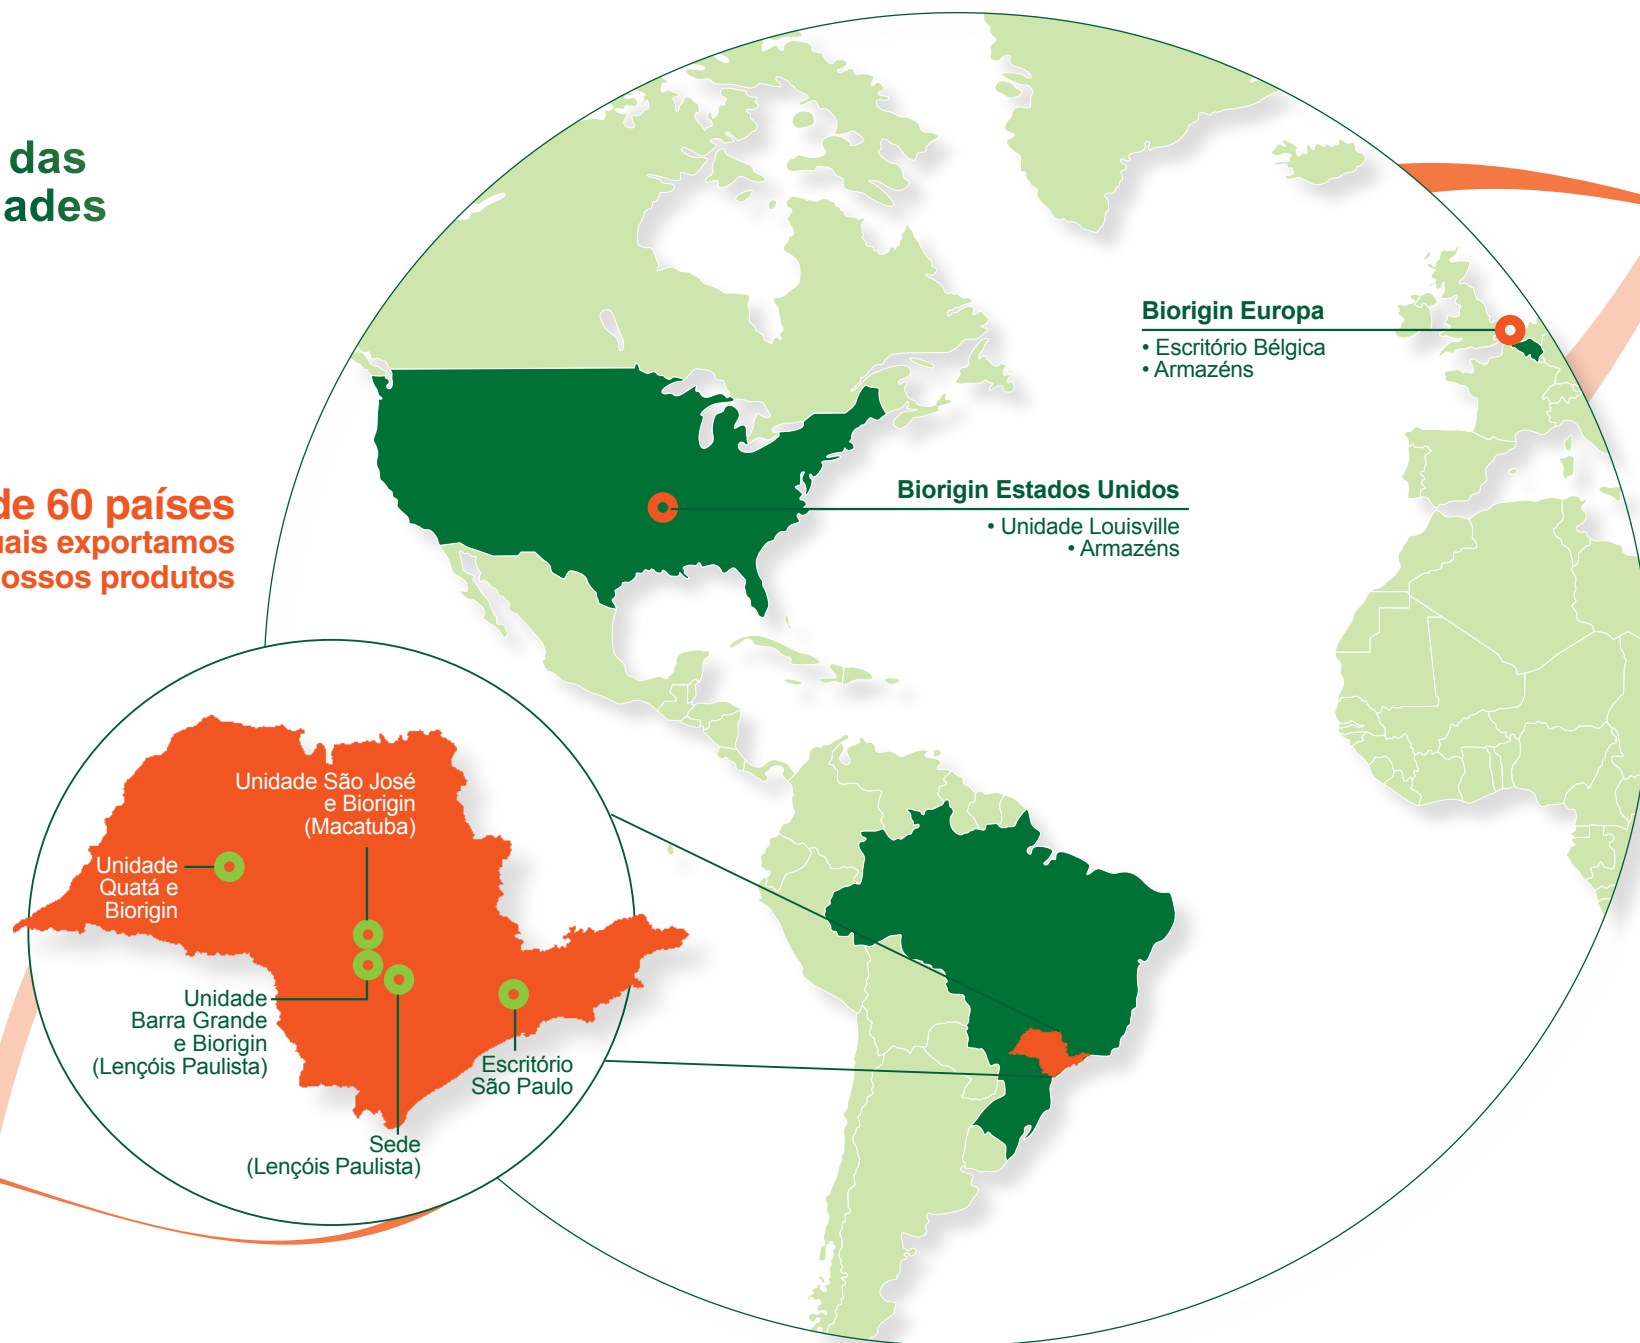 das
ades
de 60 países
uais exportamos
ossos produtos
Biorigin Europa
• Escritório Bélgica
• Armazéns
Biorigin Estados Unidos
• Unidade Louisville
• Armazéns
Unidade São José
e Biorigin
(Macatuba)
Unidade
Quatá e
Biorigin
Unidade
Barra Grande
e Biorigin
(Lençóis Paulista)
Escritório
São Paulo
Sede
(Lençóis Paulista)